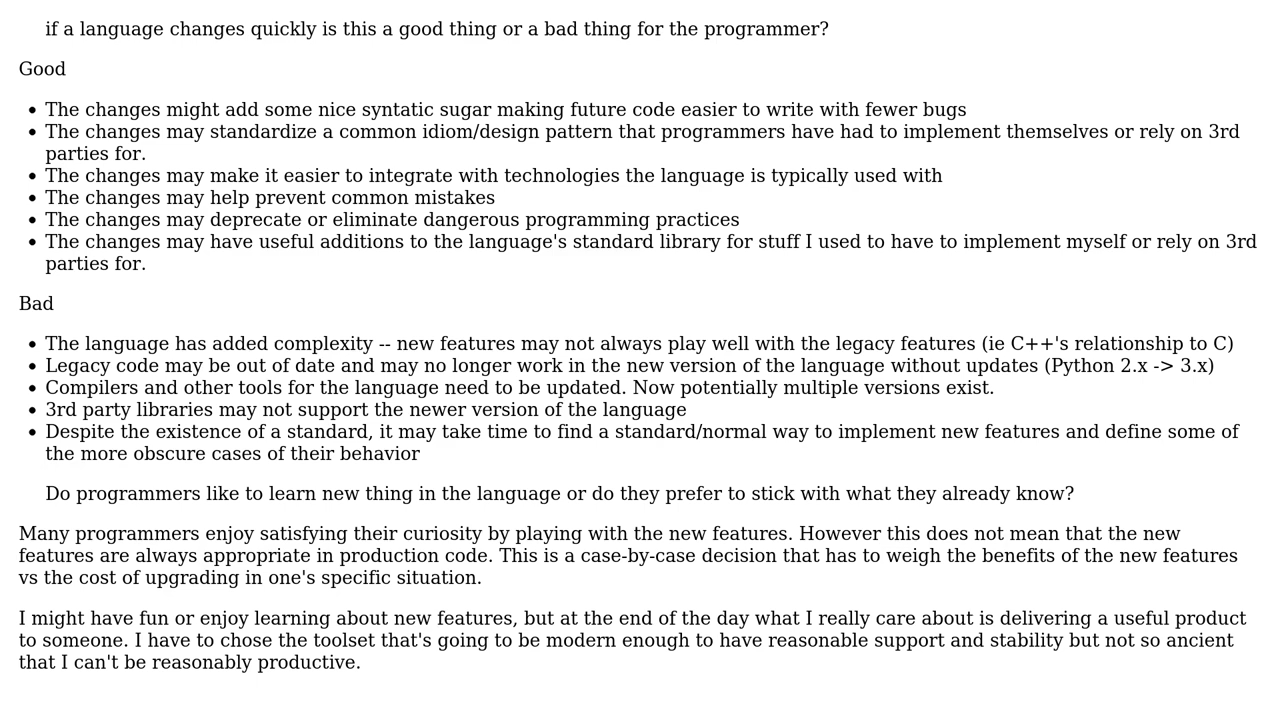 if a language changes quickly is this a good thing or a bad thing for the programmer?
Good
• The changes might add some nice syntatic sugar making future code easier to write with fewer bugs
• The changes may standardize a common idiom/design pattern that programmers have had to implement themselves or rely on 3rd
parties for.
• The changes may make it easier to integrate with technologies the language is typically used with
• The changes may help prevent common mistakes
• The changes may deprecate or eliminate dangerous programming practices
• The changes may have useful additions to the language's standard library for stuff I used to have to implement myself or rely on 3rd
parties for.
Bad
• The language has added complexity -- new features may not always play well with the legacy features (ie C++'s relationship to C)
• Legacy code may be out of date and may no longer work in the new version of the language without updates (Python 2.x -> 3.x)
• Compilers and other tools for the language need to be updated. Now potentially multiple versions exist.
• 3rd party libraries may not support the newer version of the language
• Despite the existence of a standard, it may take time to find a standard/normal way to implement new features and define some of
the more obscure cases of their behavior
Do programmers like to learn new thing in the language or do they prefer to stick with what they already know?
Many programmers enjoy satisfying their curiosity by playing with the new features. However this does not mean that the new
features are always appropriate in production code. This is a case-by-case decision that has to weigh the benefits of the new features
vs the cost of upgrading in one's specific situation.
I might have fun or enjoy learning about new features, but at the end of the day what I really care about is delivering a useful product
to someone. I have to chose the toolset that's going to be modern enough to have reasonable support and stability but not so ancient
that I can't be reasonably productive.